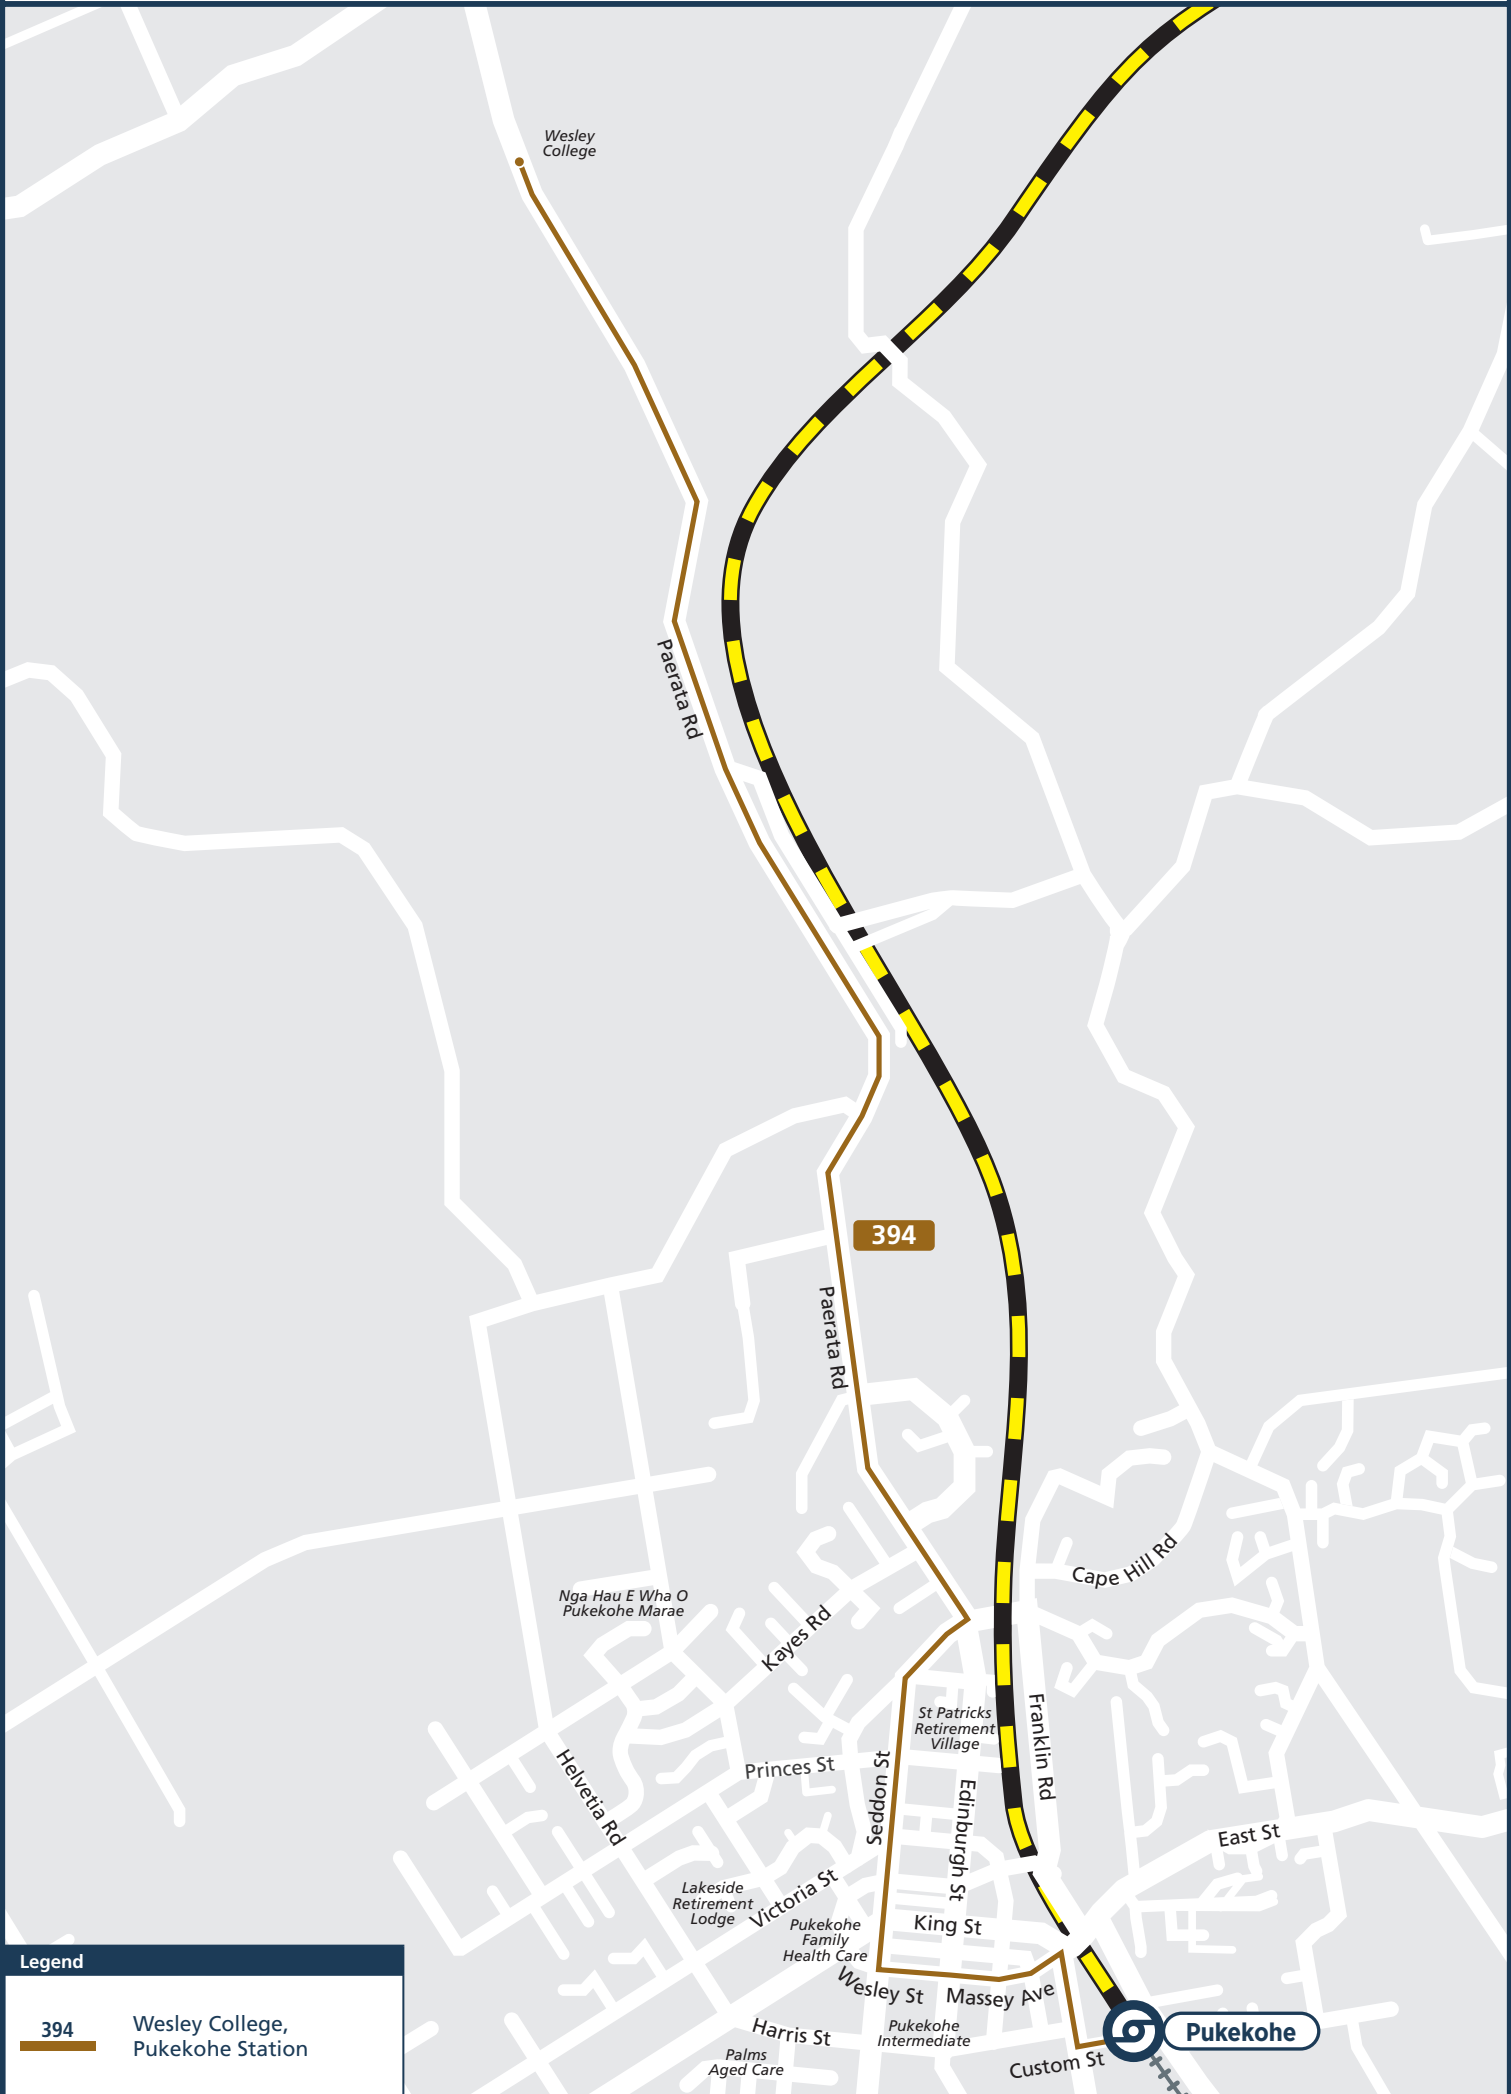 Wesley
College
Paerata Rd
394
Paerata Rd
Cape Hill Rd
Nga Hau E Wha O
Pukekohe Marae
Kayes Rd
St Patricks
Retirement
Village
Franklin Rd
Princes St
Helvetia Rd
Seddon St
Edinburgh St
East St
Lakeside
Retirement
Lodge
Victoria St
Pukekohe
Family
Health Care
King St
Wesley St
Massey Ave
Harris St
Pukekohe
Intermediate
Pukekohe
Palms
Aged Care
Custom St
Legend
394
Wesley College,
Pukekohe Station